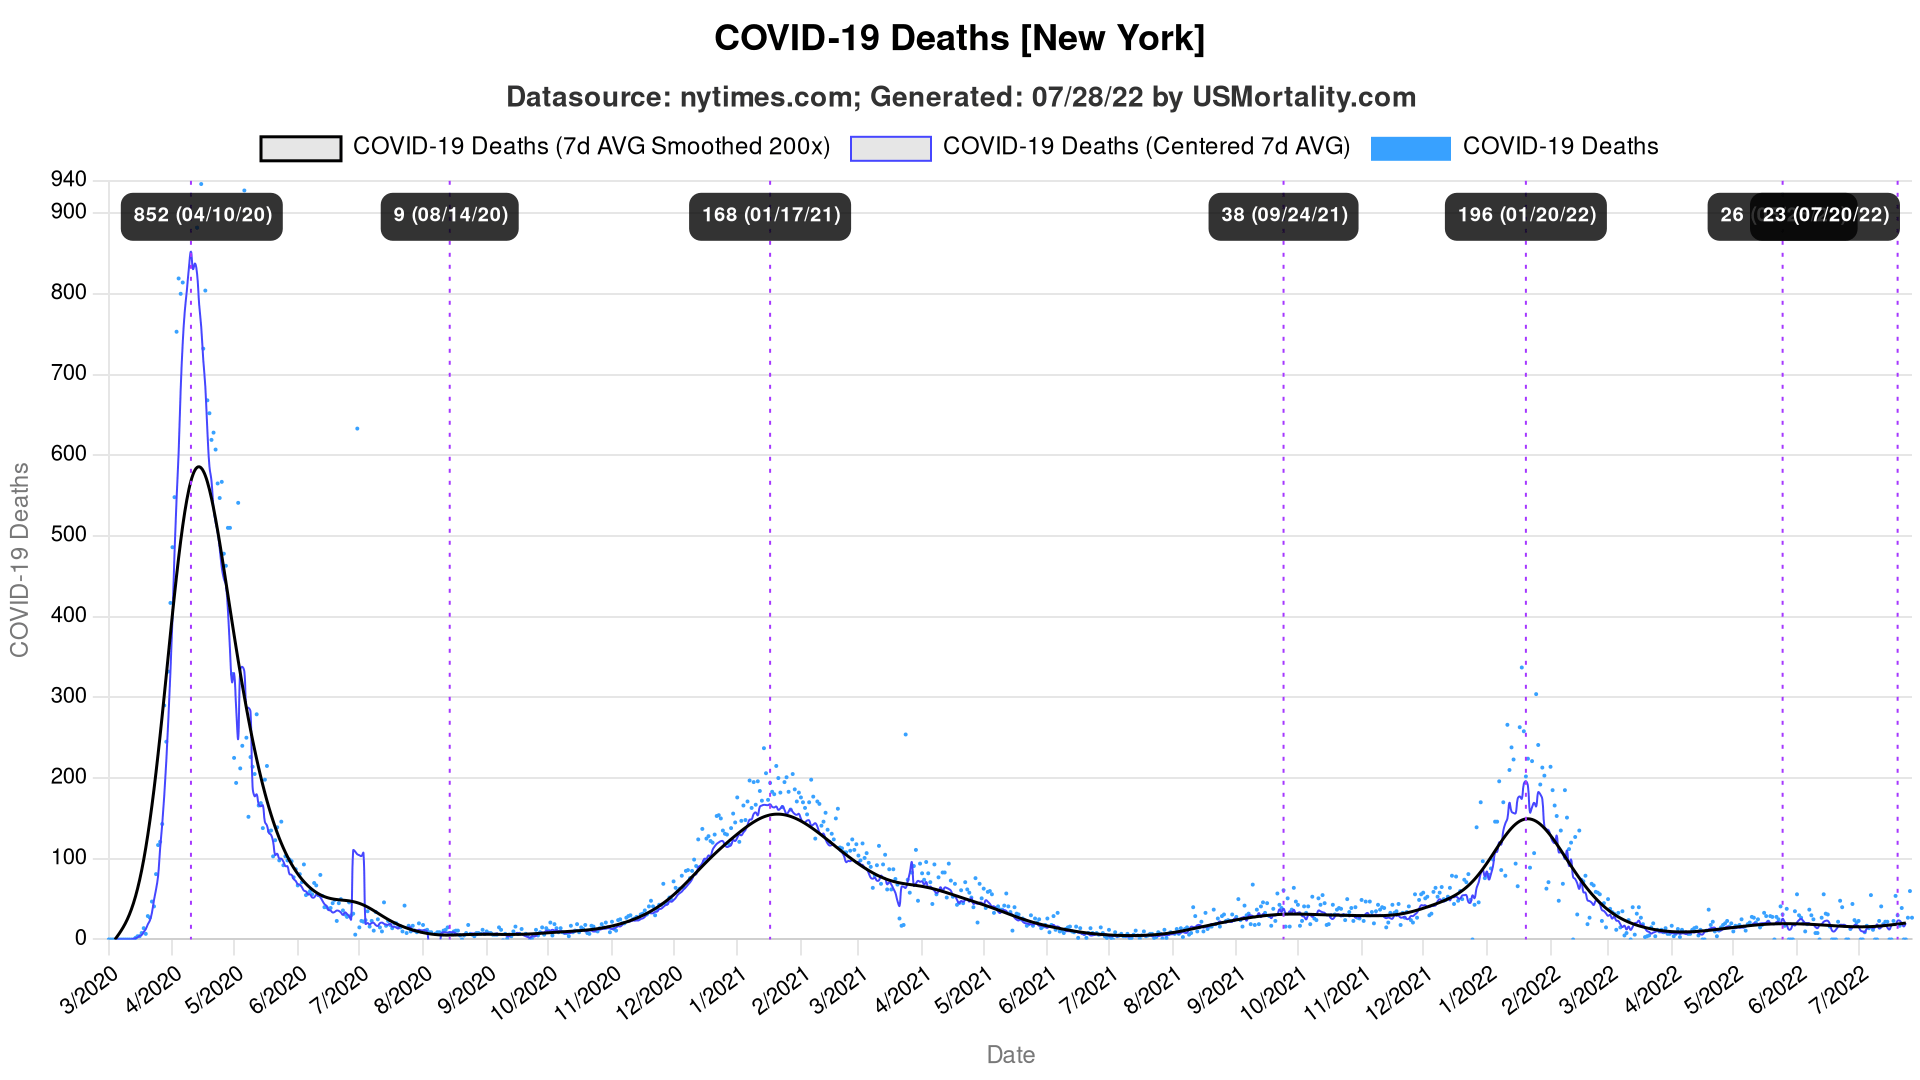 COVID-19 Deaths [New York]
Datasource: nytimes.com; Generated: 07/28/22 by USMortality.com
COVID-19 Deaths (7d AVG Smoothed 200x) COVID-19 Deaths (Centered 7d AVG) COVID-19 Deaths
940
900
852 (04/10/20) 9 (08/14/20) 168 (01/17/21) 38 (09/24/21) 196 (01/20/22) 26 23 (07/20/22)
800
700
600
500
400
300
200
100
0
COVID-19 Deaths
3/2020 4/2020 5/2020 6/2020 7/2020 8/2020 9/2020 10/2020 11/2020 12/2020 1/2021 2/2021 3/2021 4/2021 5/2021 6/2021 7/2021 8/2021 9/2021 10/2021 11/2021 12/2021 1/2022 2/2022 3/2022 4/2022 5/2022 6/2022 7/2022
Date